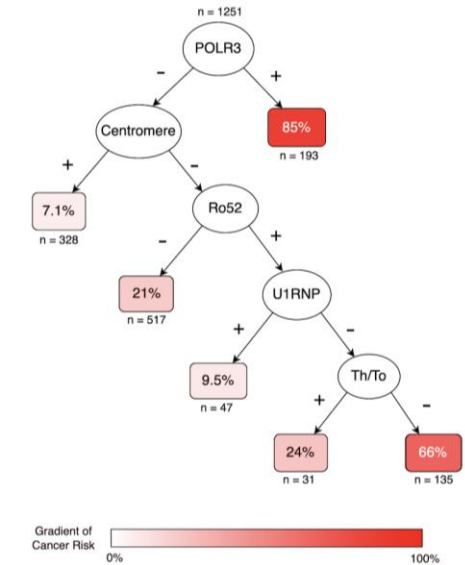 n = 1251
POLR3
–
+
Centromere
85%
n = 193
+
–
7.1%
n = 328
Ro52
–
+
21%
n = 517
U1RNP
+
–
9.5%
n = 47
Th/To
+
–
24%
66%
n = 31
n = 135
Gradient of
Cancer Risk
0%
100%